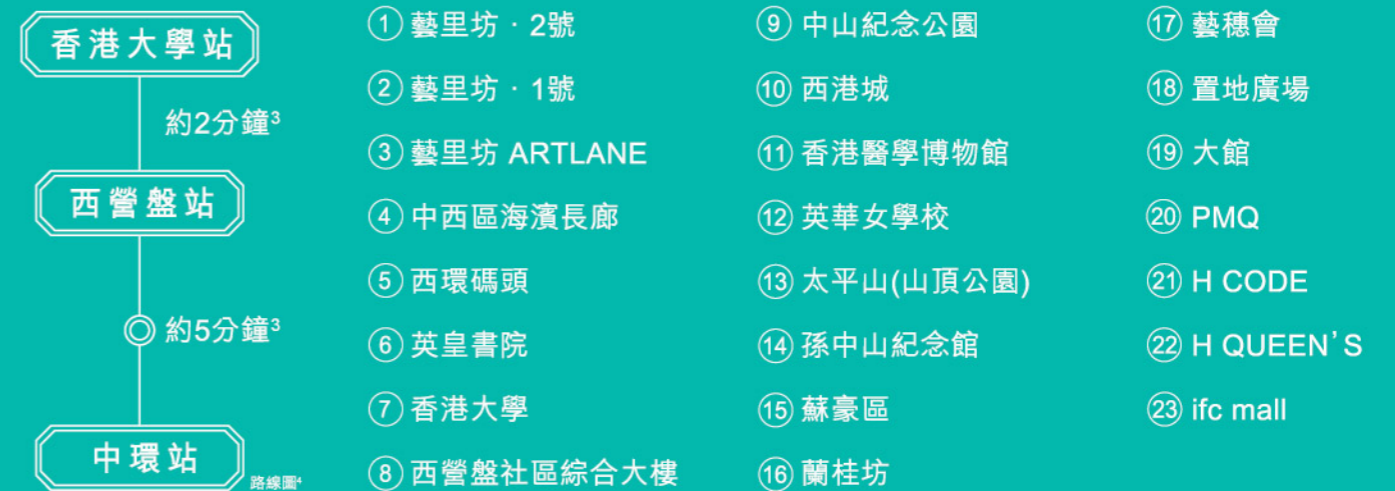 香港大學站
約2分鐘³
西營盤站
約5分鐘³
中環站
路線圖⁴
① 藝里坊．2號
② 藝里坊．1號
③ 藝里坊 ARTLANE
④ 中西區海濱長廊
⑤ 西環碼頭
⑥ 英皇書院
⑦ 香港大學
⑧ 西營盤社區綜合大樓
⑨ 中山紀念公園
⑩ 西港城
⑪ 香港醫學博物館
⑫ 英華女學校
⑬ 太平山(山頂公園)
⑭ 孫中山紀念館
⑮ 蘇豪區
⑯ 蘭桂坊
⑰ 藝穗會
⑱ 置地廣場
⑲ 大館
⑳ PMQ
㉑ H CODE
㉒ H QUEEN’S
㉓ ifc mall